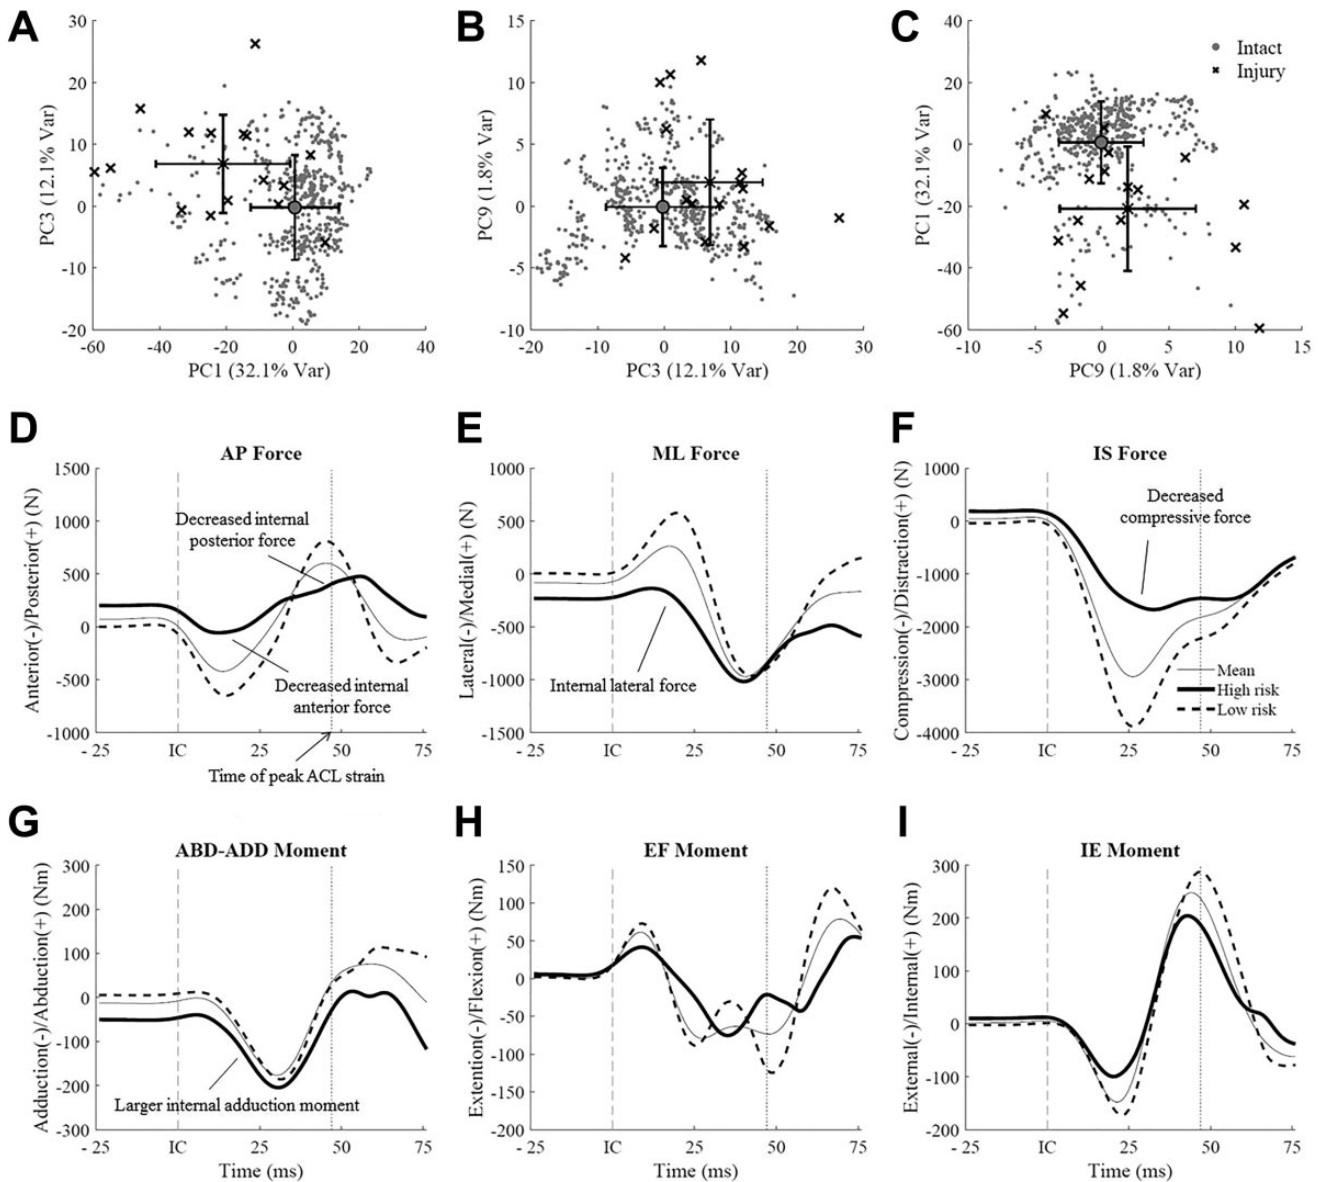 A
B
C
30
20
10
0
-10
-20
PC3 (12.1% Var)
-60
-40
-20
0
20
40
PC1 (32.1% Var)
15
10
5
0
-5
-10
PC9 (1.8% Var)
-20
-10
0
10
20
30
PC3 (12.1% Var)
40
20
0
-20
-40
-60
PC1 (32.1% Var)
-10
-5
0
5
10
15
PC9 (1.8% Var)
Intact
Injury
D
AP Force
1500
1000
500
0
-500
-1000
Anterior(-)/Posterior(+) (N)
Decreased internal
posterior force
Decreased internal
anterior force
- 25
IC
25
50
75
Time of peak ACL strain
E
ML Force
1000
500
0
-500
-1000
-1500
Lateral(-)/Medial(+) (N)
Internal lateral force
- 25
IC
25
50
75
F
IS Force
1000
0
-1000
-2000
-3000
-4000
Compression(-)/Distraction(+) (N)
Decreased
compressive force
Mean
High risk
Low risk
- 25
IC
25
50
75
G
ABD-ADD Moment
300
200
100
0
-100
-200
-300
Adduction(-)/Abduction(+) (Nm)
Larger internal adduction moment
- 25
IC
25
50
75
Time (ms)
H
EF Moment
150
100
50
0
-50
-100
-150
-200
Extention(-)/Flexion(+) (Nm)
- 25
IC
25
50
75
Time (ms)
I
IE Moment
300
200
100
0
-100
-200
External(-)/Internal(+) (Nm)
- 25
IC
25
50
75
Time (ms)